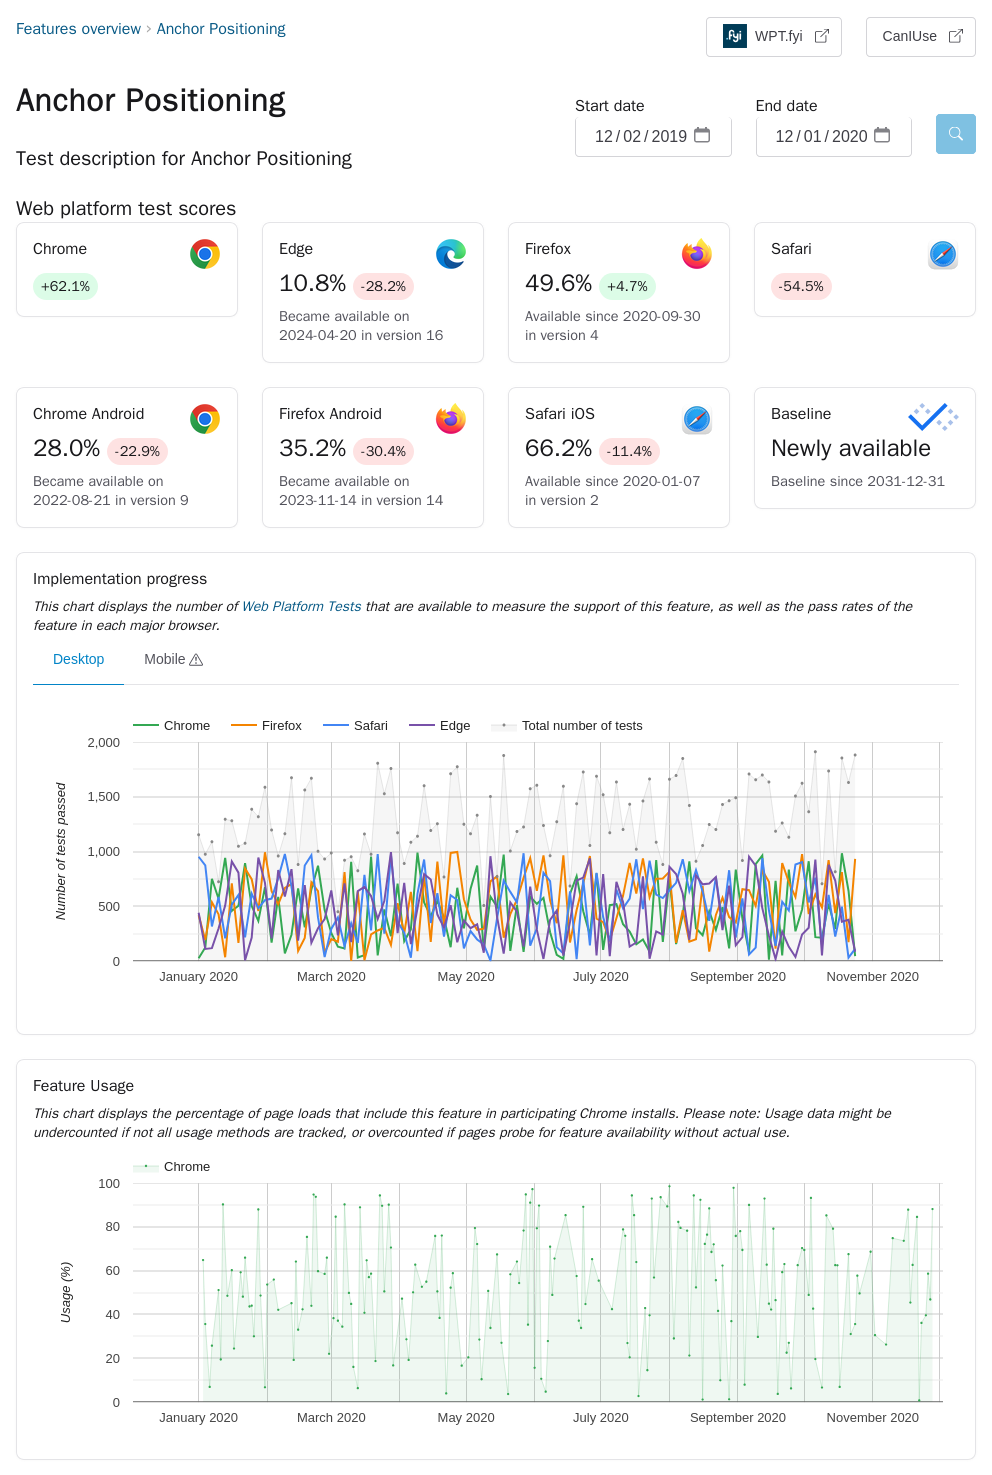 Features overview › Anchor Positioning
.fyi WPT.fyi
CanIUse
Anchor Positioning
Start date
12/02/2019
End date
12/01/2020
Test description for Anchor Positioning
Web platform test scores
Chrome
+62.1%
Edge
10.8% -28.2%
Became available on
2024-04-20 in version 16
Firefox
49.6% +4.7%
Available since 2020-09-30
in version 4
Safari
-54.5%
Chrome Android
28.0% -22.9%
Became available on
2022-08-21 in version 9
Firefox Android
35.2% -30.4%
Became available on
2023-11-14 in version 14
Safari iOS
66.2% -11.4%
Available since 2020-01-07
in version 2
Baseline
Newly available
Baseline since 2031-12-31
Implementation progress
This chart displays the number of Web Platform Tests that are available to measure the support of this feature, as well as the pass rates of the
feature in each major browser.
Desktop
Mobile
Chrome Firefox Safari Edge Total number of tests
Number of tests passed
2,000
1,500
1,000
500
0
January 2020 March 2020 May 2020 July 2020 September 2020 November 2020
Feature Usage
This chart displays the percentage of page loads that include this feature in participating Chrome installs. Please note: Usage data might be
undercounted if not all usage methods are tracked, or overcounted if pages probe for feature availability without actual use.
Chrome
Usage (%)
100
80
60
40
20
0
January 2020 March 2020 May 2020 July 2020 September 2020 November 2020